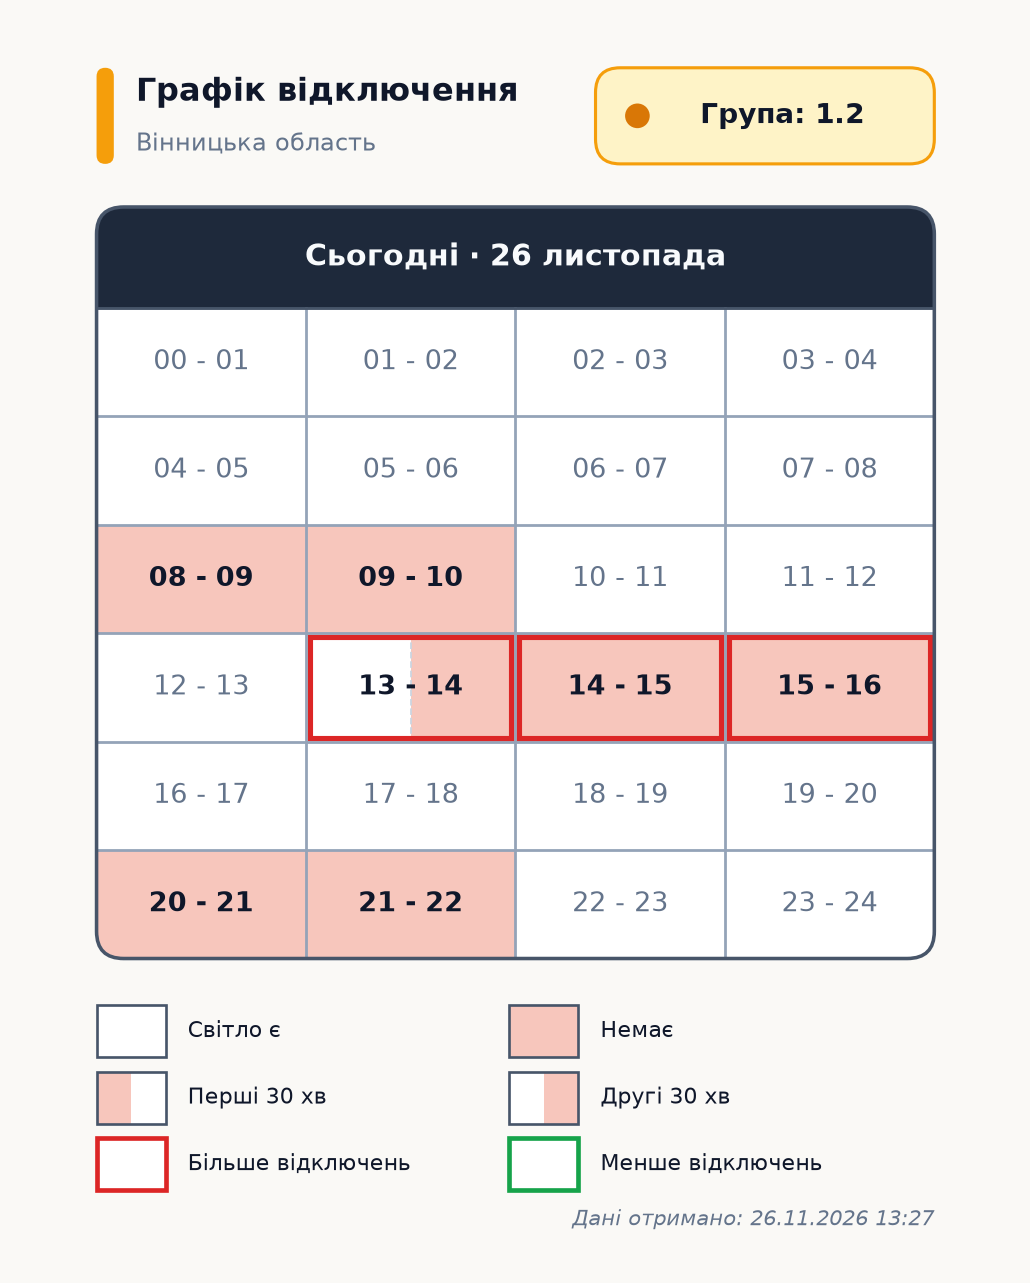 Графік відключення
Вінницька область
Група: 1.2
Сьогодні · 26 листопада
00 - 01 01 - 02 02 - 03 03 - 04
04 - 05 05 - 06 06 - 07 07 - 08
08 - 09 09 - 10 10 - 11 11 - 12
12 - 13 13 - 14 14 - 15 15 - 16
16 - 17 17 - 18 18 - 19 19 - 20
20 - 21 21 - 22 22 - 23 23 - 24
Світло є Немає
Перші 30 хв Другі 30 хв
Більше відключень Менше відключень
Дані отримано: 26.11.2026 13:27